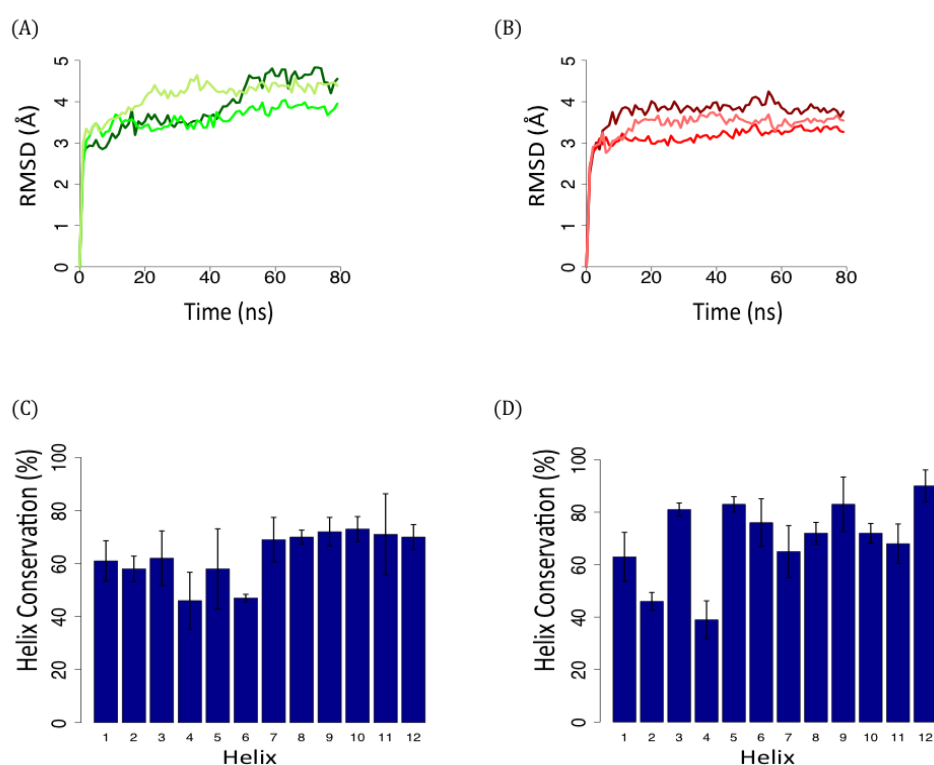 (A)
RMSD (Å)
5
4
3
2
1
0
0 20 40 60 80
Time (ns)
(B)
RMSD (Å)
5
4
3
2
1
0
0 20 40 60 80
Time (ns)
(C)
Helix Conservation (%)
100
80
60
40
20
0
1 2 3 4 5 6 7 8 9 10 11 12
Helix
(D)
Helix Conservation (%)
100
80
60
40
20
0
1 2 3 4 5 6 7 8 9 10 11 12
Helix